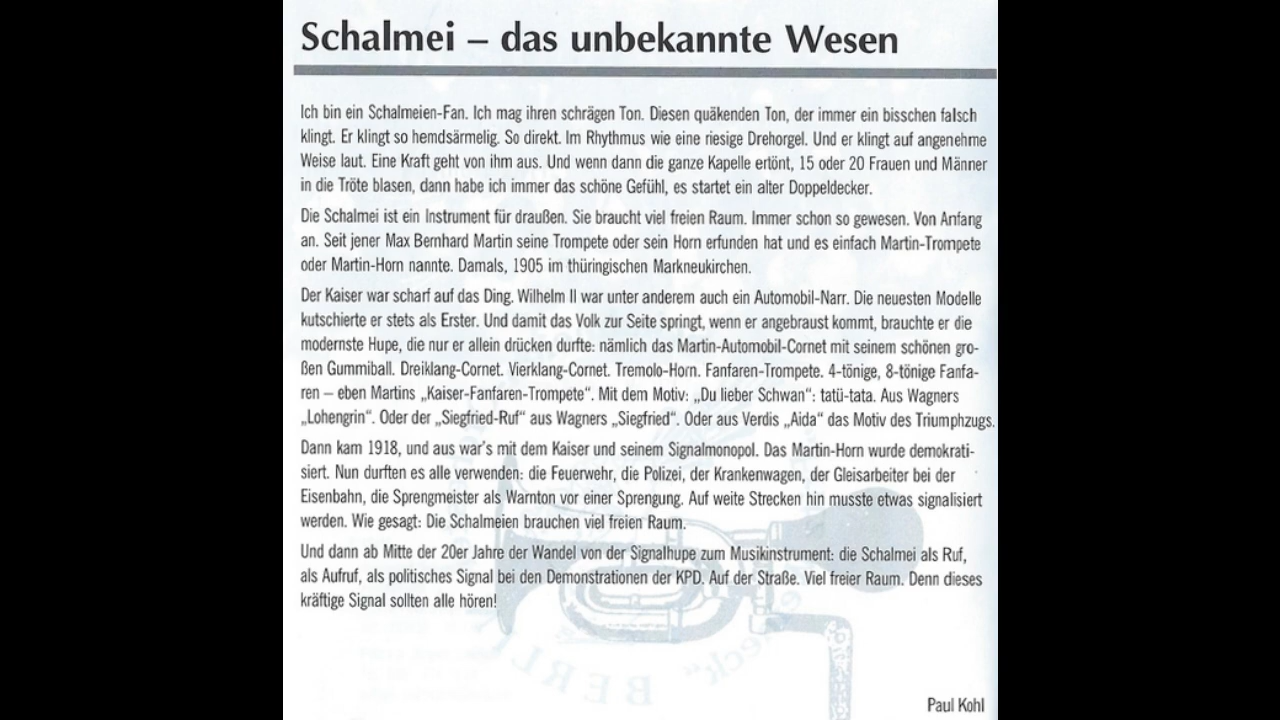 Schalmei – das unbekannte Wesen
Ich bin ein Schalmeien-Fan. Ich mag ihren schrägen Ton. Diesen quäkenden Ton, der immer ein bisschen falsch
klingt. Er klingt so hemdsärmelig. So direkt. Im Rhythmus wie eine riesige Drehorgel. Und er klingt auf angenehme
Weise laut. Eine Kraft geht von ihm aus. Und wenn dann die ganze Kapelle ertönt, 15 oder 20 Frauen und Männer
in die Tröte blasen, dann habe ich immer das schöne Gefühl, es startet ein alter Doppeldecker.
Die Schalmei ist ein Instrument für draußen. Sie braucht viel freien Raum. Immer schon so gewesen. Von Anfang
an. Seit jener Max Bernhard Martin seine Trompete oder sein Horn erfunden hat und es einfach Martin-Trompete
oder Martin-Horn nannte. Damals, 1905 im thüringischen Markneukirchen.
Der Kaiser war scharf auf das Ding. Wilhelm II war unter anderem auch ein Automobil-Narr. Die neuesten Modelle
kutschierte er stets als Erster. Und damit das Volk zur Seite springt, wenn er angebraust kommt, brauchte er die
modernste Hupe, die nur er allein drücken durfte: nämlich das Martin-Automobil-Cornet mit seinem schönen gro-
ßen Gummiball. Dreiklang-Cornet. Vierklang-Cornet. Tremolo-Horn. Fanfaren-Trompete. 4-tönige, 8-tönige Fanfa-
ren – eben Martins „Kaiser-Fanfaren-Trompete“. Mit dem Motiv: „Du lieber Schwan“: tatü-tata. Aus Wagners
„Lohengrin“. Oder der „Siegfried-Ruf“ aus Wagners „Siegfried“. Oder aus Verdis „Aida“ das Motiv des Triumphzugs.
Dann kam 1918, und aus war's mit dem Kaiser und seinem Signalmonopol. Das Martin-Horn wurde demokrati-
siert. Nun durften es alle verwenden: die Feuerwehr, die Polizei, der Krankenwagen, der Gleisarbeiter bei der
Eisenbahn, die Sprengmeister als Warnton vor einer Sprengung. Auf weite Strecken hin musste etwas signalisiert
werden. Wie gesagt: Die Schalmeien brauchen viel freien Raum.
Und dann ab Mitte der 20er Jahre der Wandel von der Signalhupe zum Musikinstrument: die Schalmei als Ruf,
als Aufruf, als politisches Signal bei den Demonstrationen der KPD. Auf der Straße. Viel freier Raum. Denn dieses
kräftige Signal sollten alle hören!
BERL
Paul Kohl